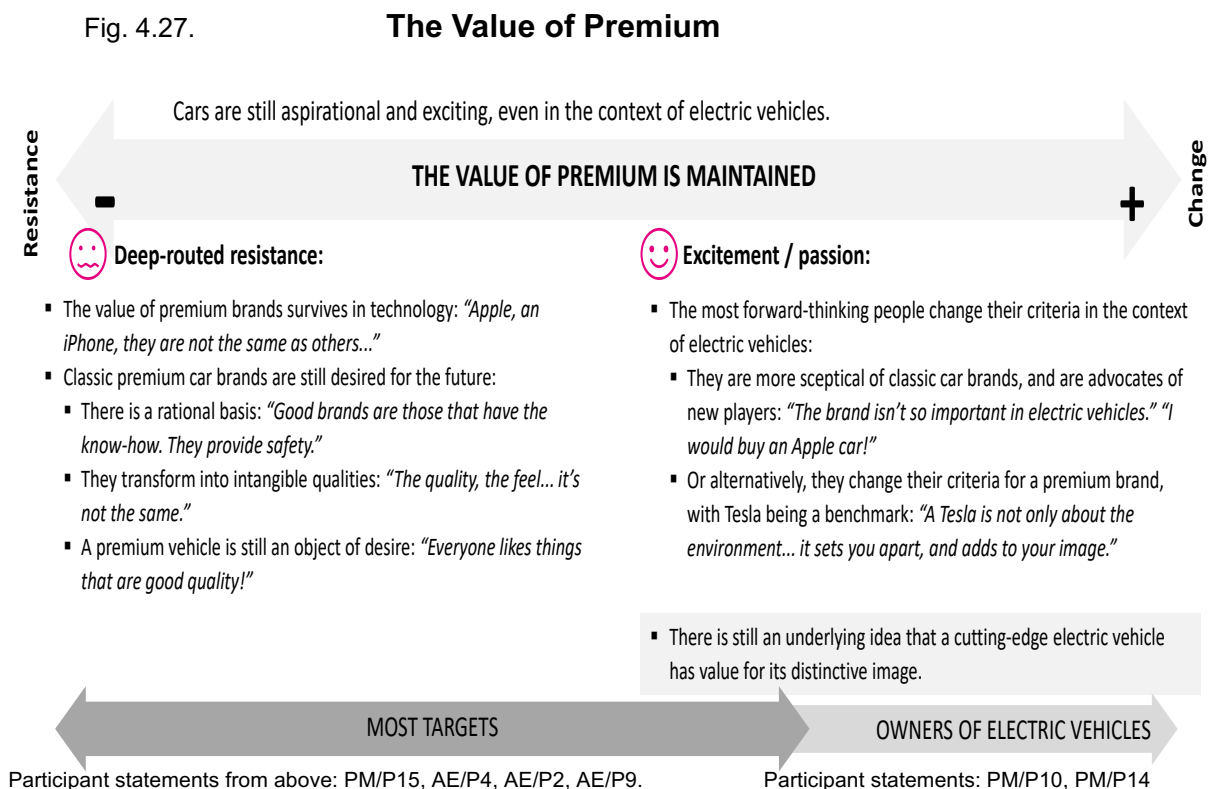 Fig. 4.27.
The Value of Premium
Cars are still aspirational and exciting, even in the context of electric vehicles.
Resistance
THE VALUE OF PREMIUM IS MAINTAINED
Change
-
+
Deep-routed resistance:
▪ The value of premium brands survives in technology: “Apple, an
iPhone, they are not the same as others…”
▪ Classic premium car brands are still desired for the future:
▪ There is a rational basis: “Good brands are those that have the
know-how. They provide safety.”
▪ They transform into intangible qualities: “The quality, the feel… it’s
not the same.”
▪ A premium vehicle is still an object of desire: “Everyone likes things
that are good quality!”
Excitement / passion:
▪ The most forward-thinking people change their criteria in the context
of electric vehicles:
▪ They are more sceptical of classic car brands, and are advocates of
new players: “The brand isn’t so important in electric vehicles.” “I
would buy an Apple car!”
▪ Or alternatively, they change their criteria for a premium brand,
with Tesla being a benchmark: “A Tesla is not only about the
environment… it sets you apart, and adds to your image.”
▪ There is still an underlying idea that a cutting-edge electric vehicle
has value for its distinctive image.
MOST TARGETS
OWNERS OF ELECTRIC VEHICLES
Participant statements from above: PM/P15, AE/P4, AE/P2, AE/P9.
Participant statements: PM/P10, PM/P14